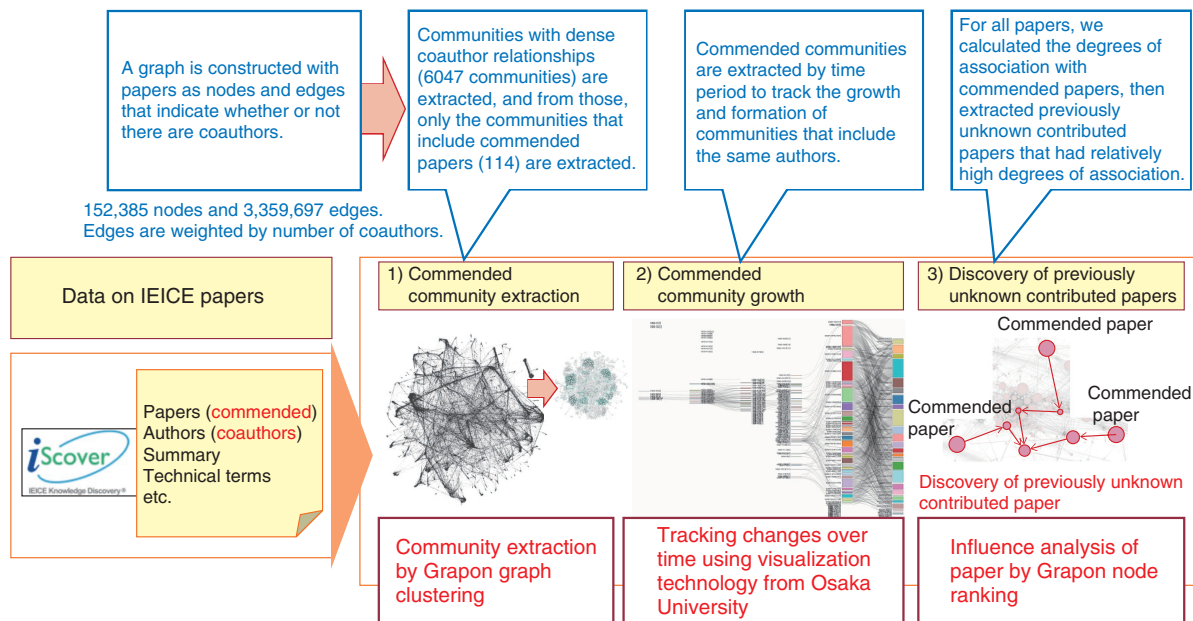 A graph is constructed with
papers as nodes and edges
that indicate whether or not
there are coauthors.
Communities with dense
coauthor relationships
(6047 communities) are
extracted, and from those,
only the communities that
include commended
papers (114) are extracted.
Commended communities
are extracted by time
period to track the growth
and formation of
communities that include
the same authors.
For all papers, we
calculated the degrees of
association with
commended papers, then
extracted previously
unknown contributed
papers that had relatively
high degrees of association.
152,385 nodes and 3,359,697 edges.
Edges are weighted by number of coauthors.
Data on IEICE papers
iScover
IEICE Knowledge Discovery®
Papers (commended)
Authors (coauthors)
Summary
Technical terms
etc.
1) Commended
community extraction
2) Commended
community growth
3) Discovery of previously
unknown contributed papers
Commended paper
Commended
paper
Commended
paper
Discovery of previously unknown
contributed paper
Community extraction
by Grapon graph
clustering
Tracking changes over
time using visualization
technology from Osaka
University
Influence analysis of
paper by Grapon node
ranking